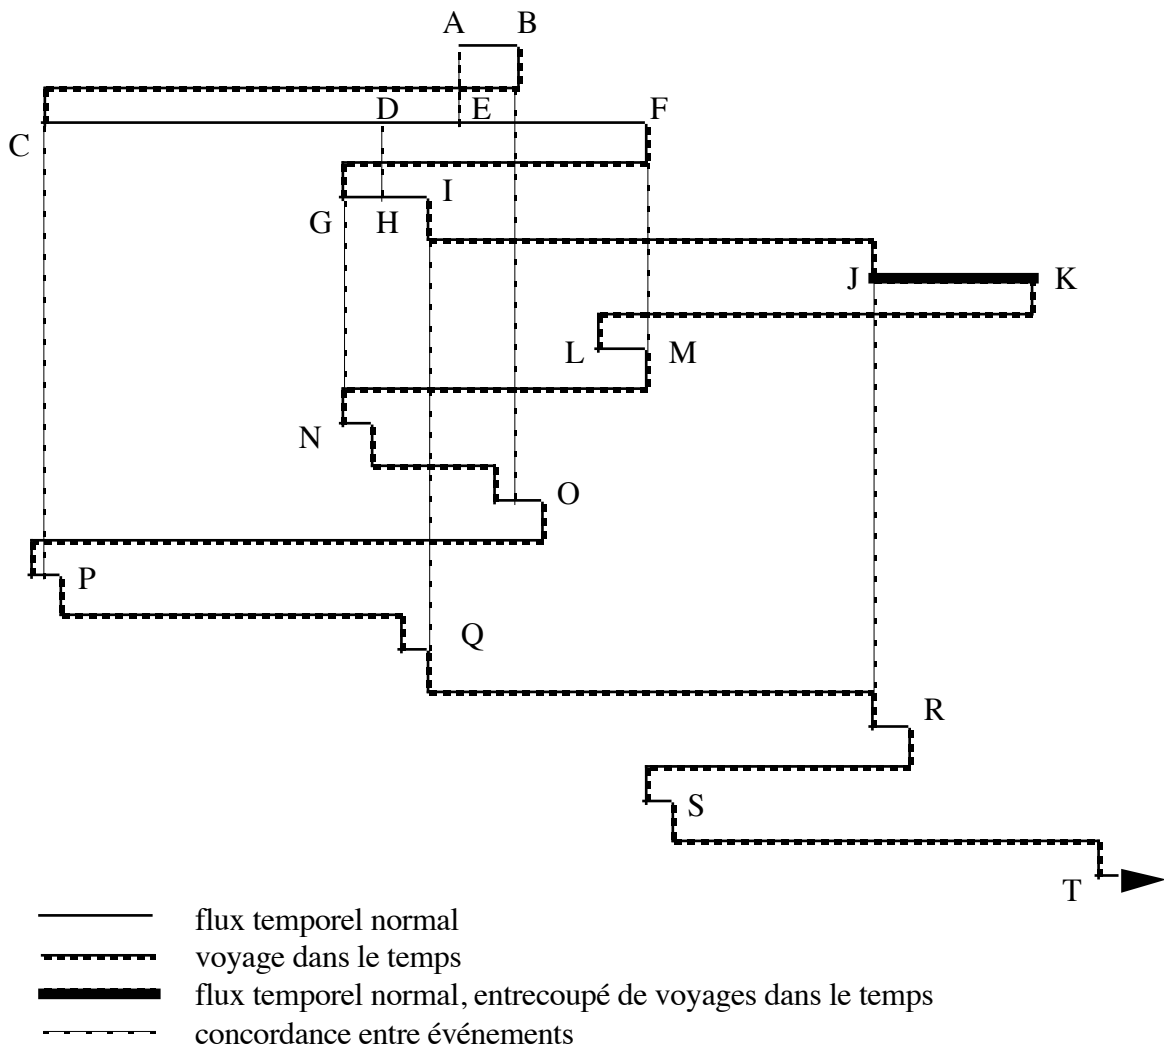 A B
D E F
C
I
G H
J K
L M
N
O
P
Q
R
S
T
flux temporel normal
voyage dans le temps
flux temporel normal, entrecoupé de voyages dans le temps
concordance entre événements